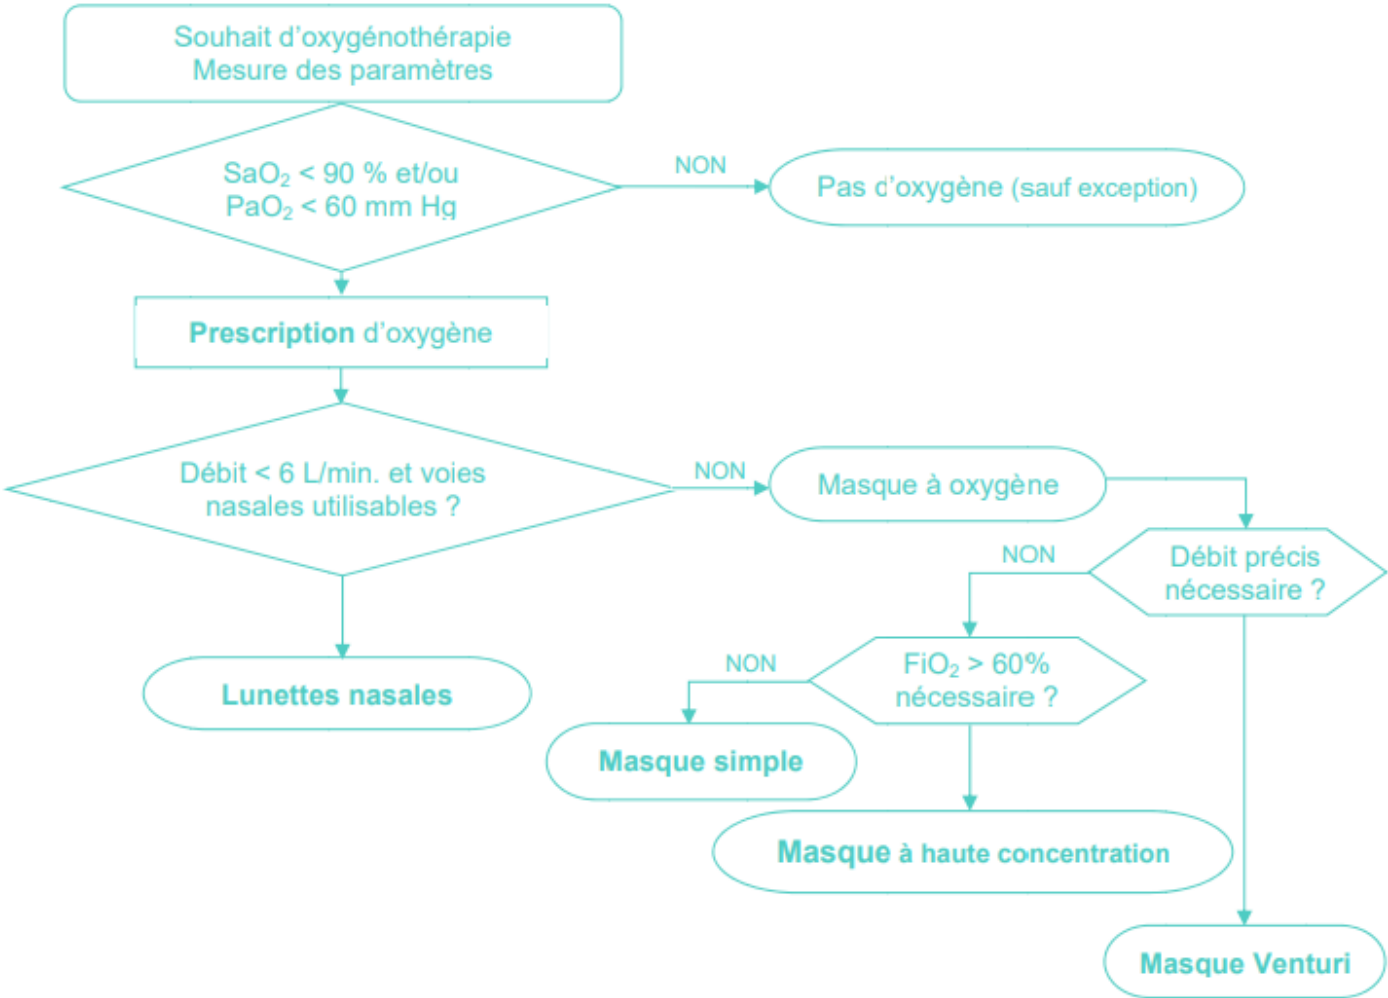 Souhait d'oxygénothérapie
Mesure des paramètres
SaO₂ < 90 % et/ou
PaO₂ < 60 mm Hg
NON
Pas d'oxygène (sauf exception)
Prescription d'oxygène
Débit < 6 L/min. et voies
nasales utilisables ?
NON
Masque à oxygène
Débit précis
nécessaire ?
NON
FiO₂ > 60%
nécessaire ?
NON
Lunettes nasales
Masque simple
Masque à haute concentration
Masque Venturi